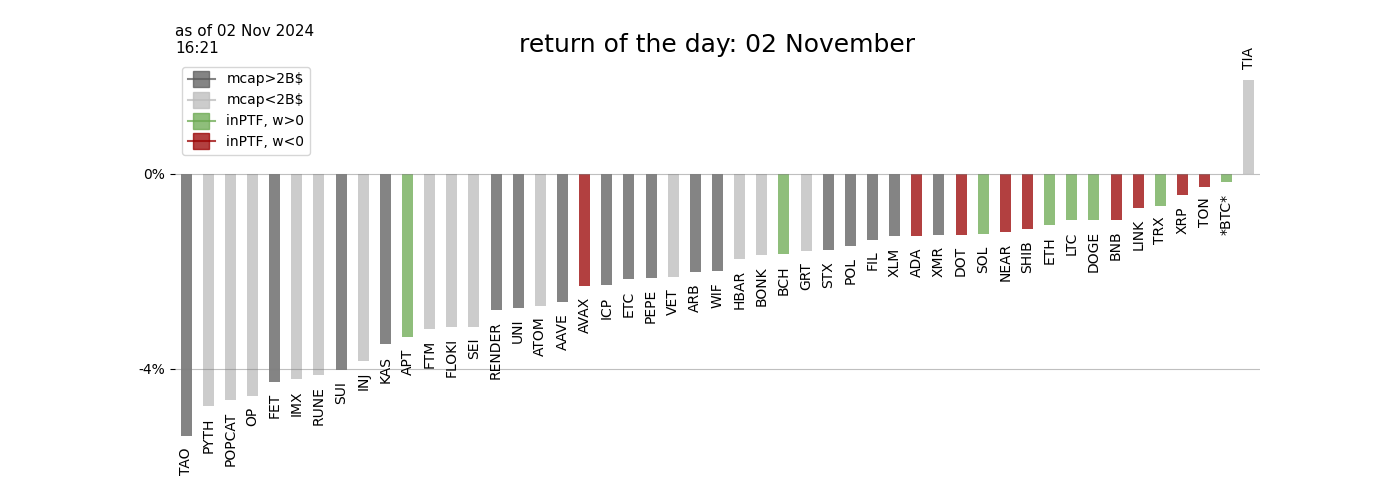 as of 02 Nov 2024
16:21
return of the day: 02 November
mcap>2B$
mcap<2B$
inPTF, w>0
inPTF, w<0
0%
-4%
TAO
PYTH
POPCAT
OP
FET
IMX
RUNE
SUI
INJ
KAS
APT
FTM
FLOKI
SEI
RENDER
UNI
ATOM
AAVE
AVAX
ICP
ETC
PEPE
VET
ARB
WIF
HBAR
BONK
BCH
GRT
STX
POL
FIL
XLM
ADA
XMR
DOT
SOL
NEAR
SHIB
ETH
LTC
DOGE
BNB
LINK
TRX
XRP
TON
*BTC*
TIA